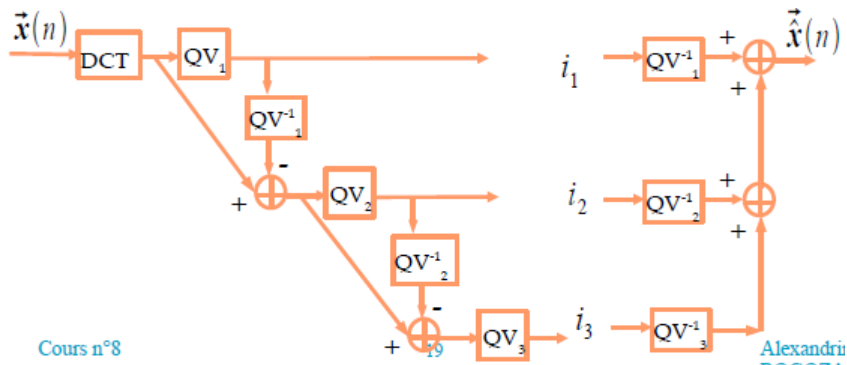 x⃗(n) DCT QV₁ i₁ QV⁻¹₁ + x̂⃗(n)
QV⁻¹₁ +
-
+ QV₂ i₂ QV⁻¹₂ +
QV⁻¹₂ +
-
+ QV₃ i₃ QV⁻¹₃
Cours n°8 19 Alexandrin